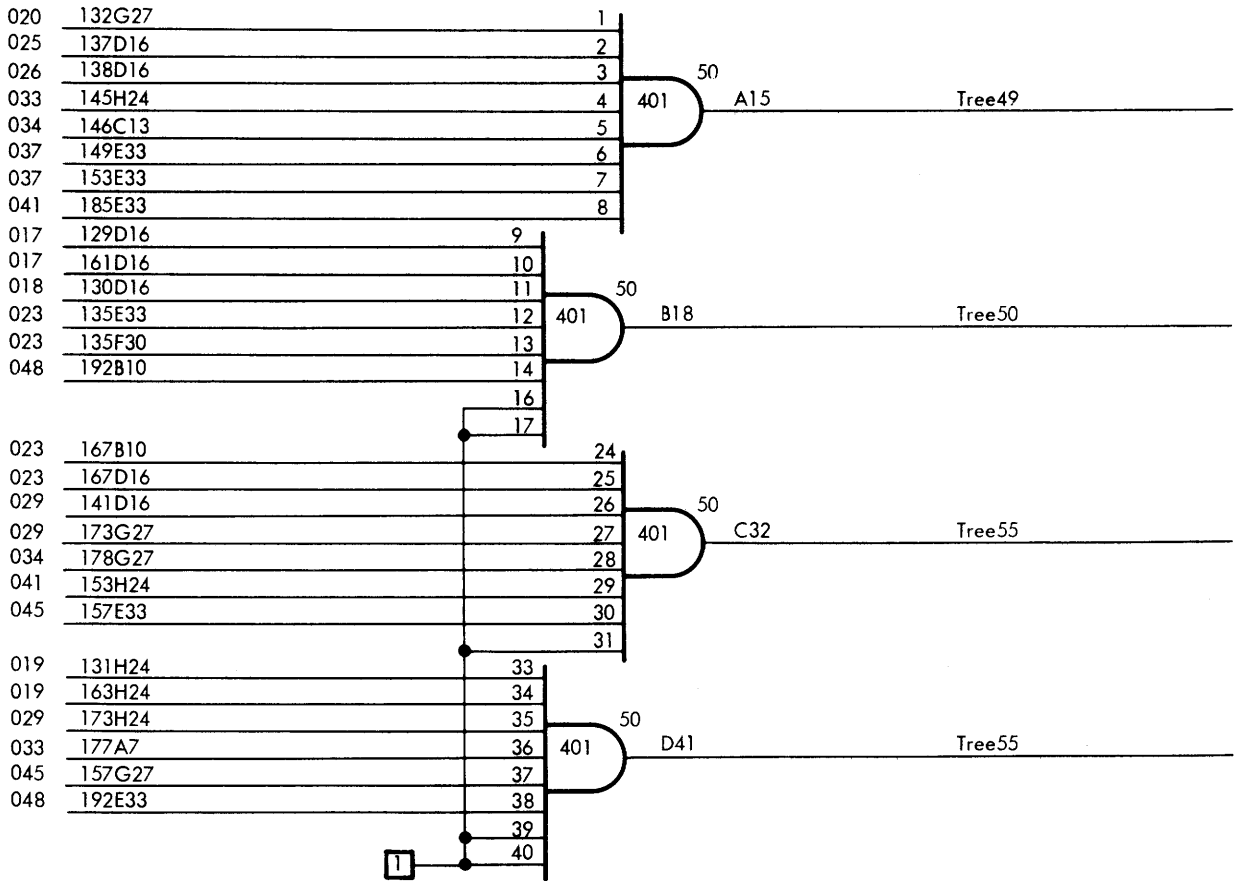 020 132G27 1
025 137D16 2
026 138D16 3 50
033 145H24 4 401 A15 Tree49
034 146C13 5
037 149E33 6
037 153E33 7
041 185E33 8
017 129D16 9
017 161D16 10
018 130D16 11 50
023 135E33 12 401 B18 Tree50
023 135F30 13
048 192B10 14
16
17
023 167B10 24
023 167D16 25
029 141D16 26 50
029 173G27 27 401 C32 Tree55
034 178G27 28
041 153H24 29
045 157E33 30
31
019 131H24 33
019 163H24 34
029 173H24 35 50
033 177A7 36 401 D41 Tree55
045 157G27 37
048 192E33 38
39
1 40